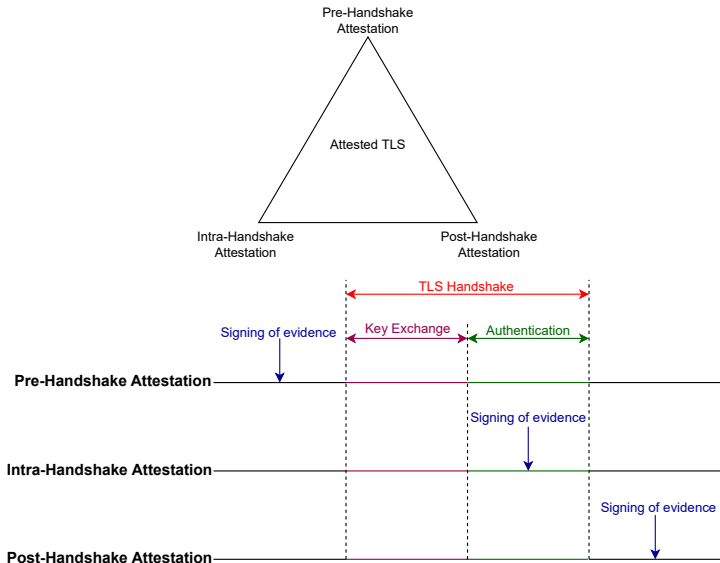 Pre-Handshake
Attestation
Attested TLS
Intra-Handshake
Attestation
Post-Handshake
Attestation
TLS Handshake
Signing of evidence
Key Exchange
Authentication
Pre-Handshake Attestation
Signing of evidence
Intra-Handshake Attestation
Signing of evidence
Post-Handshake Attestation